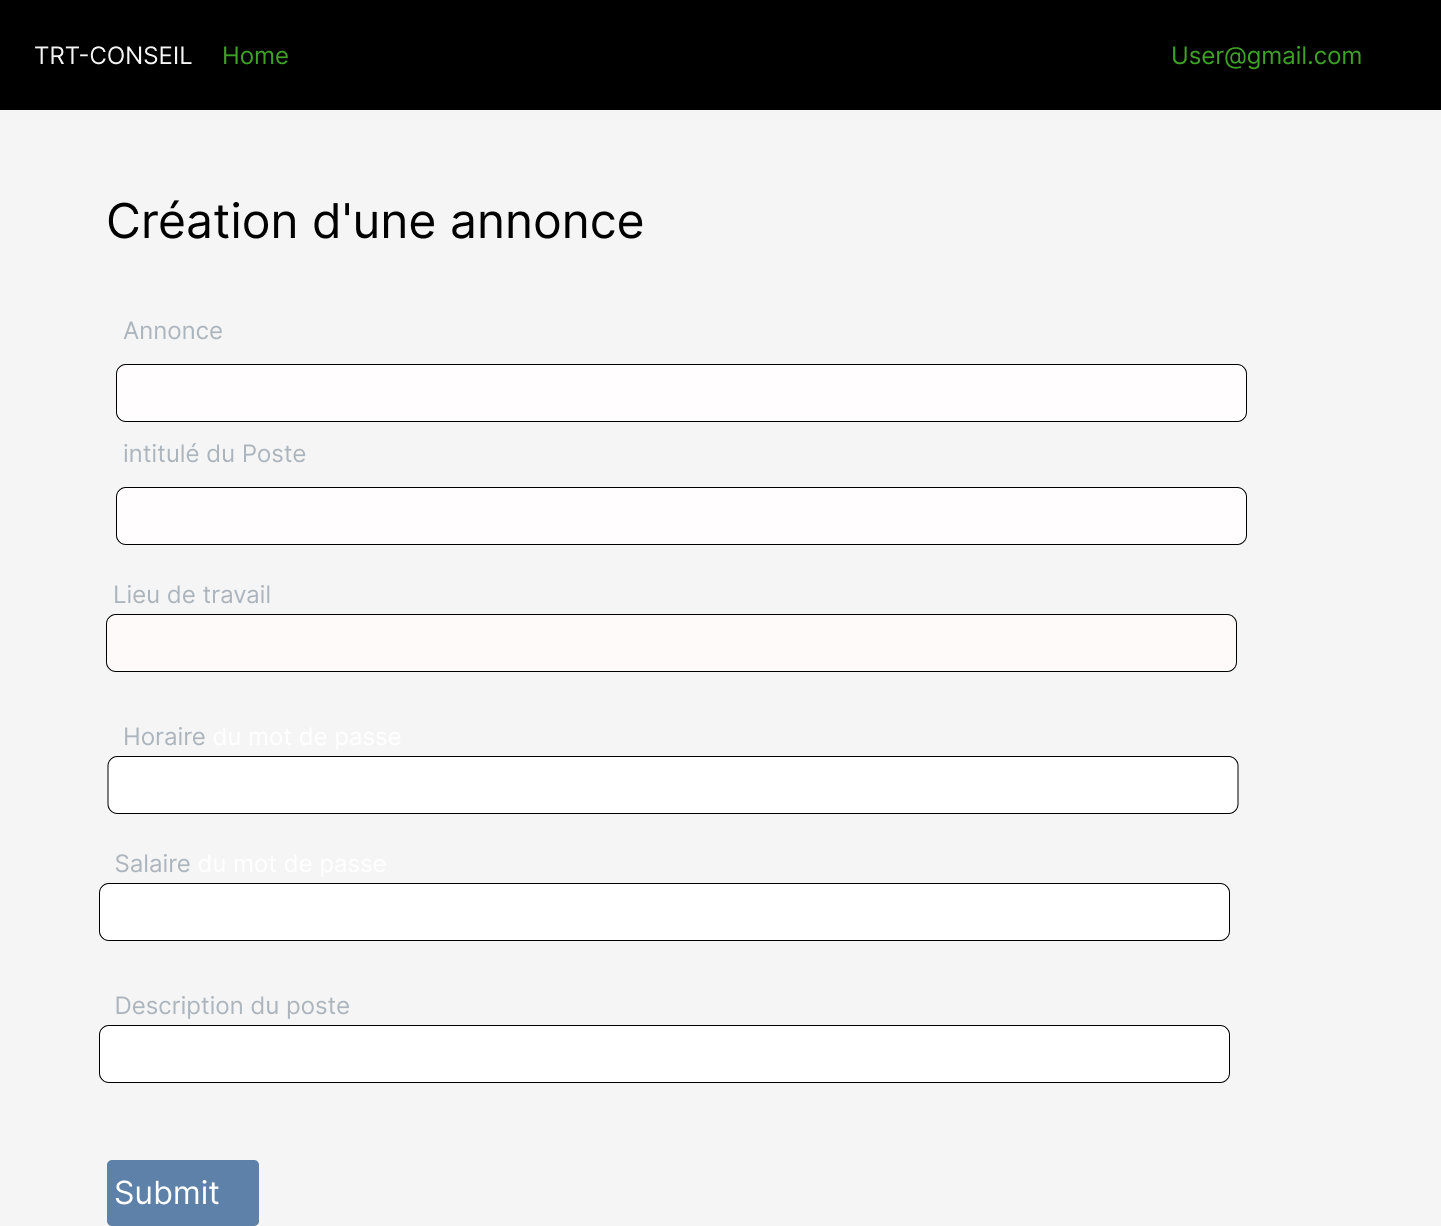 TRT-CONSEIL Home User@gmail.com
Création d'une annonce
Annonce
intitulé du Poste
Lieu de travail
Horaire du mot de passe
Salaire du mot de passe
Description du poste
Submit